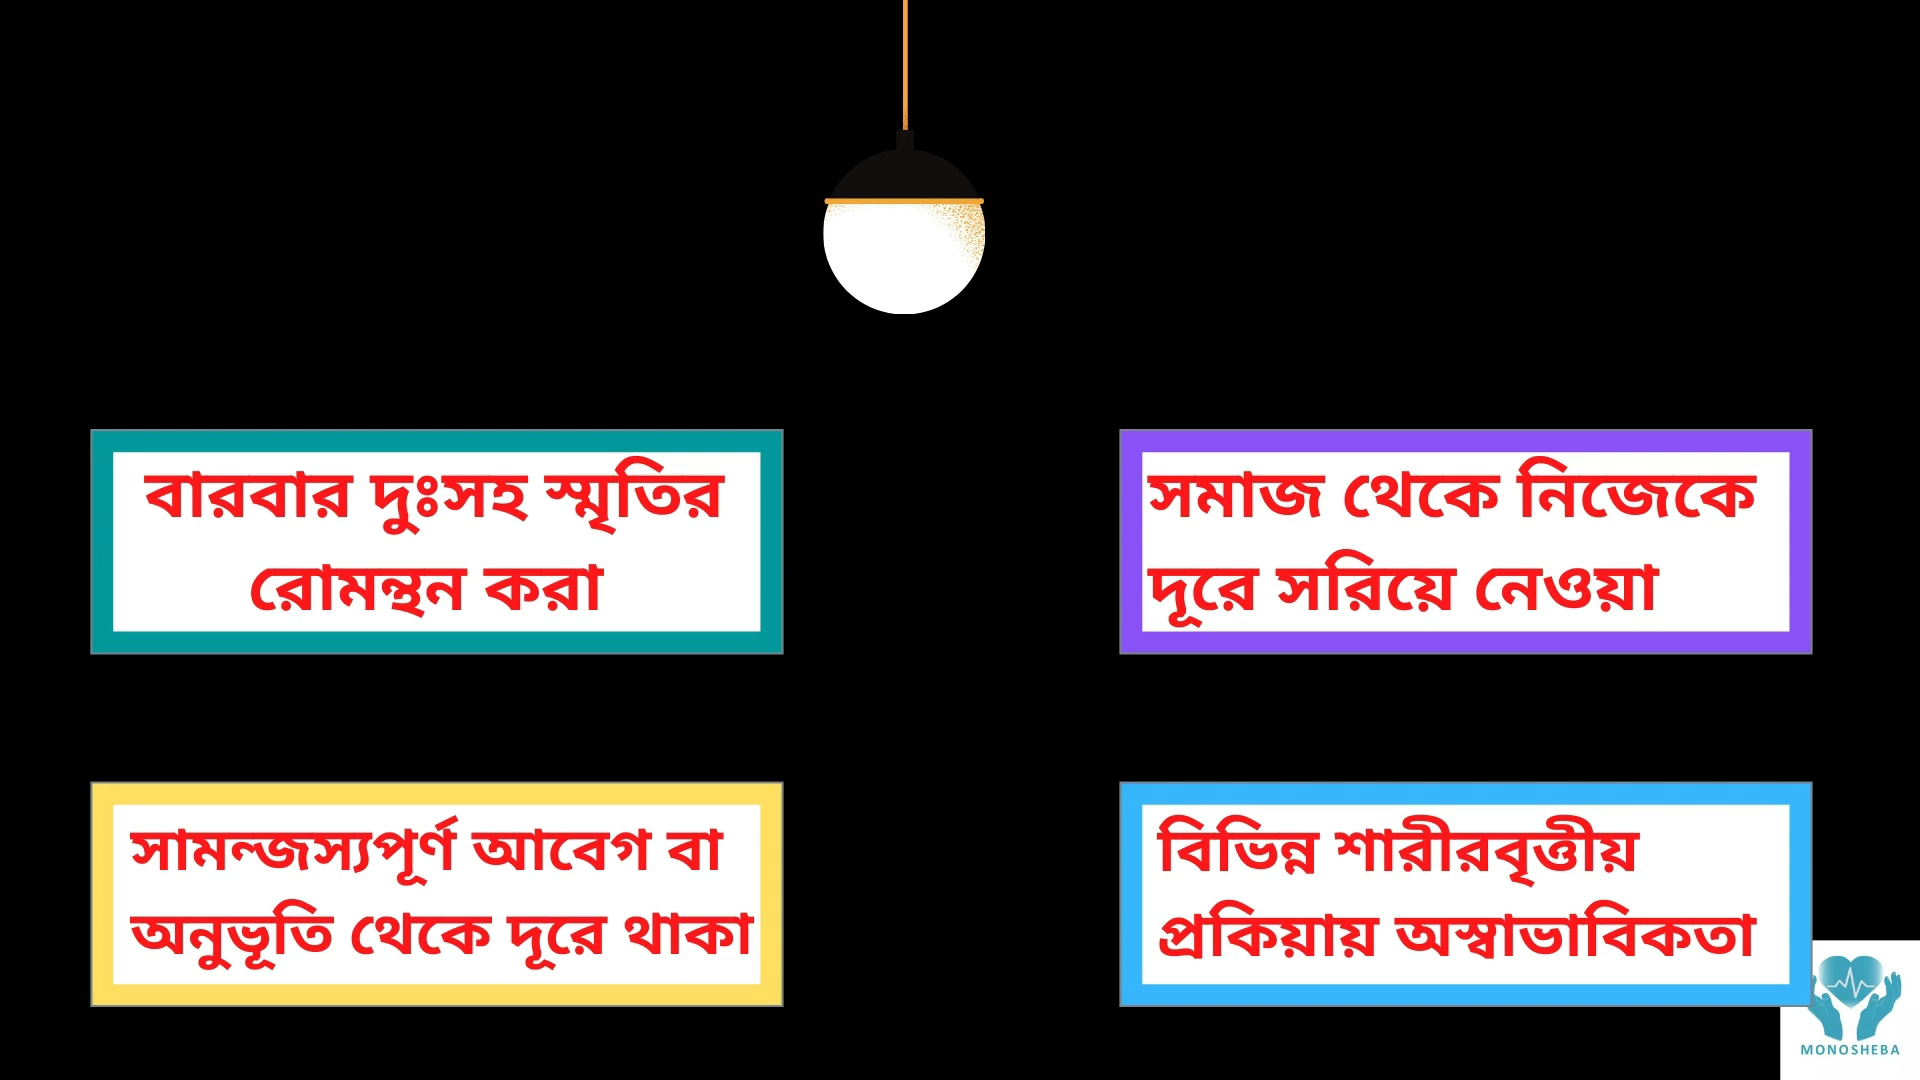 বারবার দুঃসহ স্মৃতির
রোমন্থন করা
সমাজ থেকে নিজেকে
দূরে সরিয়ে নেওয়া
সামন্জস্যপূর্ণ আবেগ বা
অনুভূতি থেকে দূরে থাকা
বিভিন্ন শারীরবৃত্তীয়
প্রকিয়ায় অস্বাভাবিকতা
MONOSHEBA